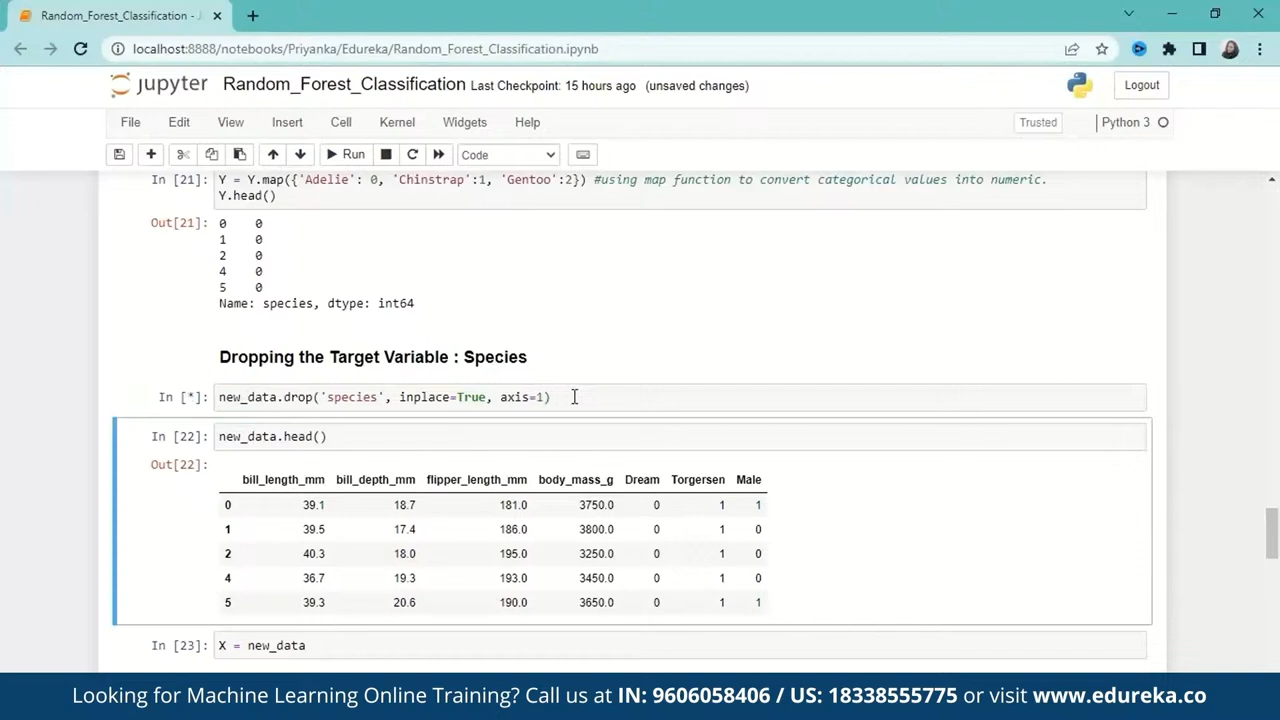 Random_Forest_Classification - J
localhost:8888/notebooks/Priyanka/Edureka/Random_Forest_Classification.ipynb
jupyter Random_Forest_Classification Last Checkpoint: 15 hours ago (unsaved changes) Logout
File Edit View Insert Cell Kernel Widgets Help Trusted Python 3
Run Code
In [21]: Y = Y.map({'Adelie': 0, 'Chinstrap':1, 'Gentoo':2}) #using map function to convert categorical values into numeric.
Y.head()
Out[21]: 0 0
1 0
2 0
4 0
5 0
Name: species, dtype: int64
Dropping the Target Variable : Species
In [*]: new_data.drop('species', inplace=True, axis=1)
In [22]: new_data.head()
Out[22]:
bill_length_mm bill_depth_mm flipper_length_mm body_mass_g Dream Torgersen Male
0 39.1 18.7 181.0 3750.0 0 1 1
1 39.5 17.4 186.0 3800.0 0 1 0
2 40.3 18.0 195.0 3250.0 0 1 0
4 36.7 19.3 193.0 3450.0 0 1 0
5 39.3 20.6 190.0 3650.0 0 1 1
In [23]: X = new_data
Looking for Machine Learning Online Training? Call us at IN: 9606058406 / US: 18338555775 or visit www.edureka.co